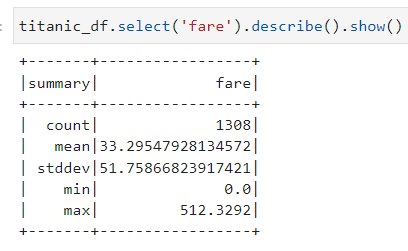 titanic_df.select('fare').describe().show()
+-------+-----------------+
|summary|             fare|
+-------+-----------------+
|  count|             1308|
|   mean|33.29547928134572|
| stddev|51.75866823917421|
|    min|              0.0|
|    max|         512.3292|
+-------+-----------------+